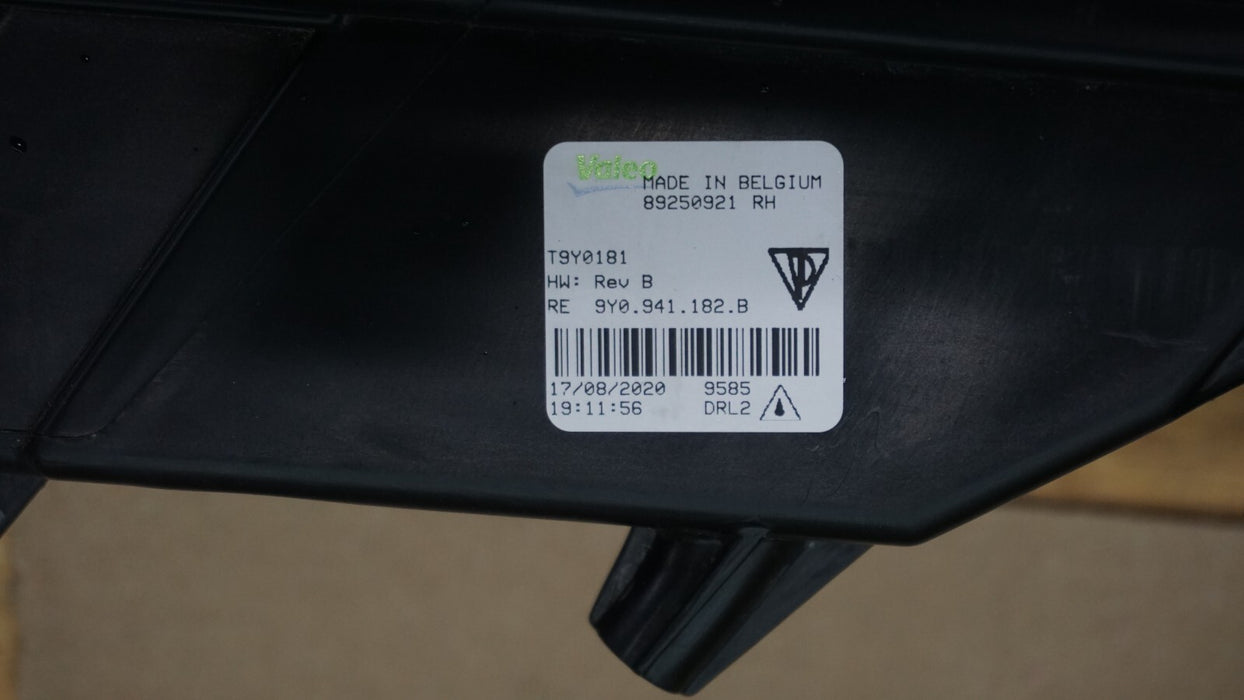 Valeo
MADE IN BELGIUM
89250921 RH
T9Y0181
HW: Rev B
RE 9Y0.941.182.B
17/08/2020 9585
19:11:56 DRL2